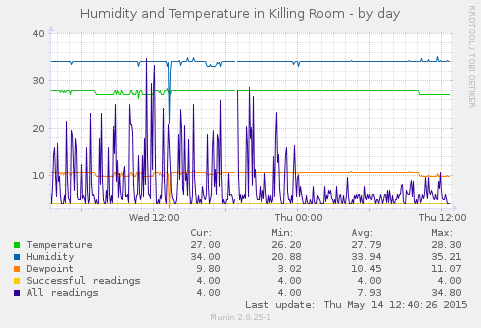 Humidity and Temperature in Killing Room - by day
RRDTOOL / TOBI OETIKER
40
30
20
10
Wed 12:00 Thu 00:00 Thu 12:00
Cur: Min: Avg: Max:
Temperature 27.00 26.20 27.79 28.30
Humidity 34.00 20.88 33.94 35.21
Dewpoint 9.80 3.02 10.45 11.07
Successful readings 4.00 4.00 4.00 4.00
All readings 4.00 4.00 7.93 34.80
Last update: Thu May 14 12:40:26 2015
Munin 2.0.25-1